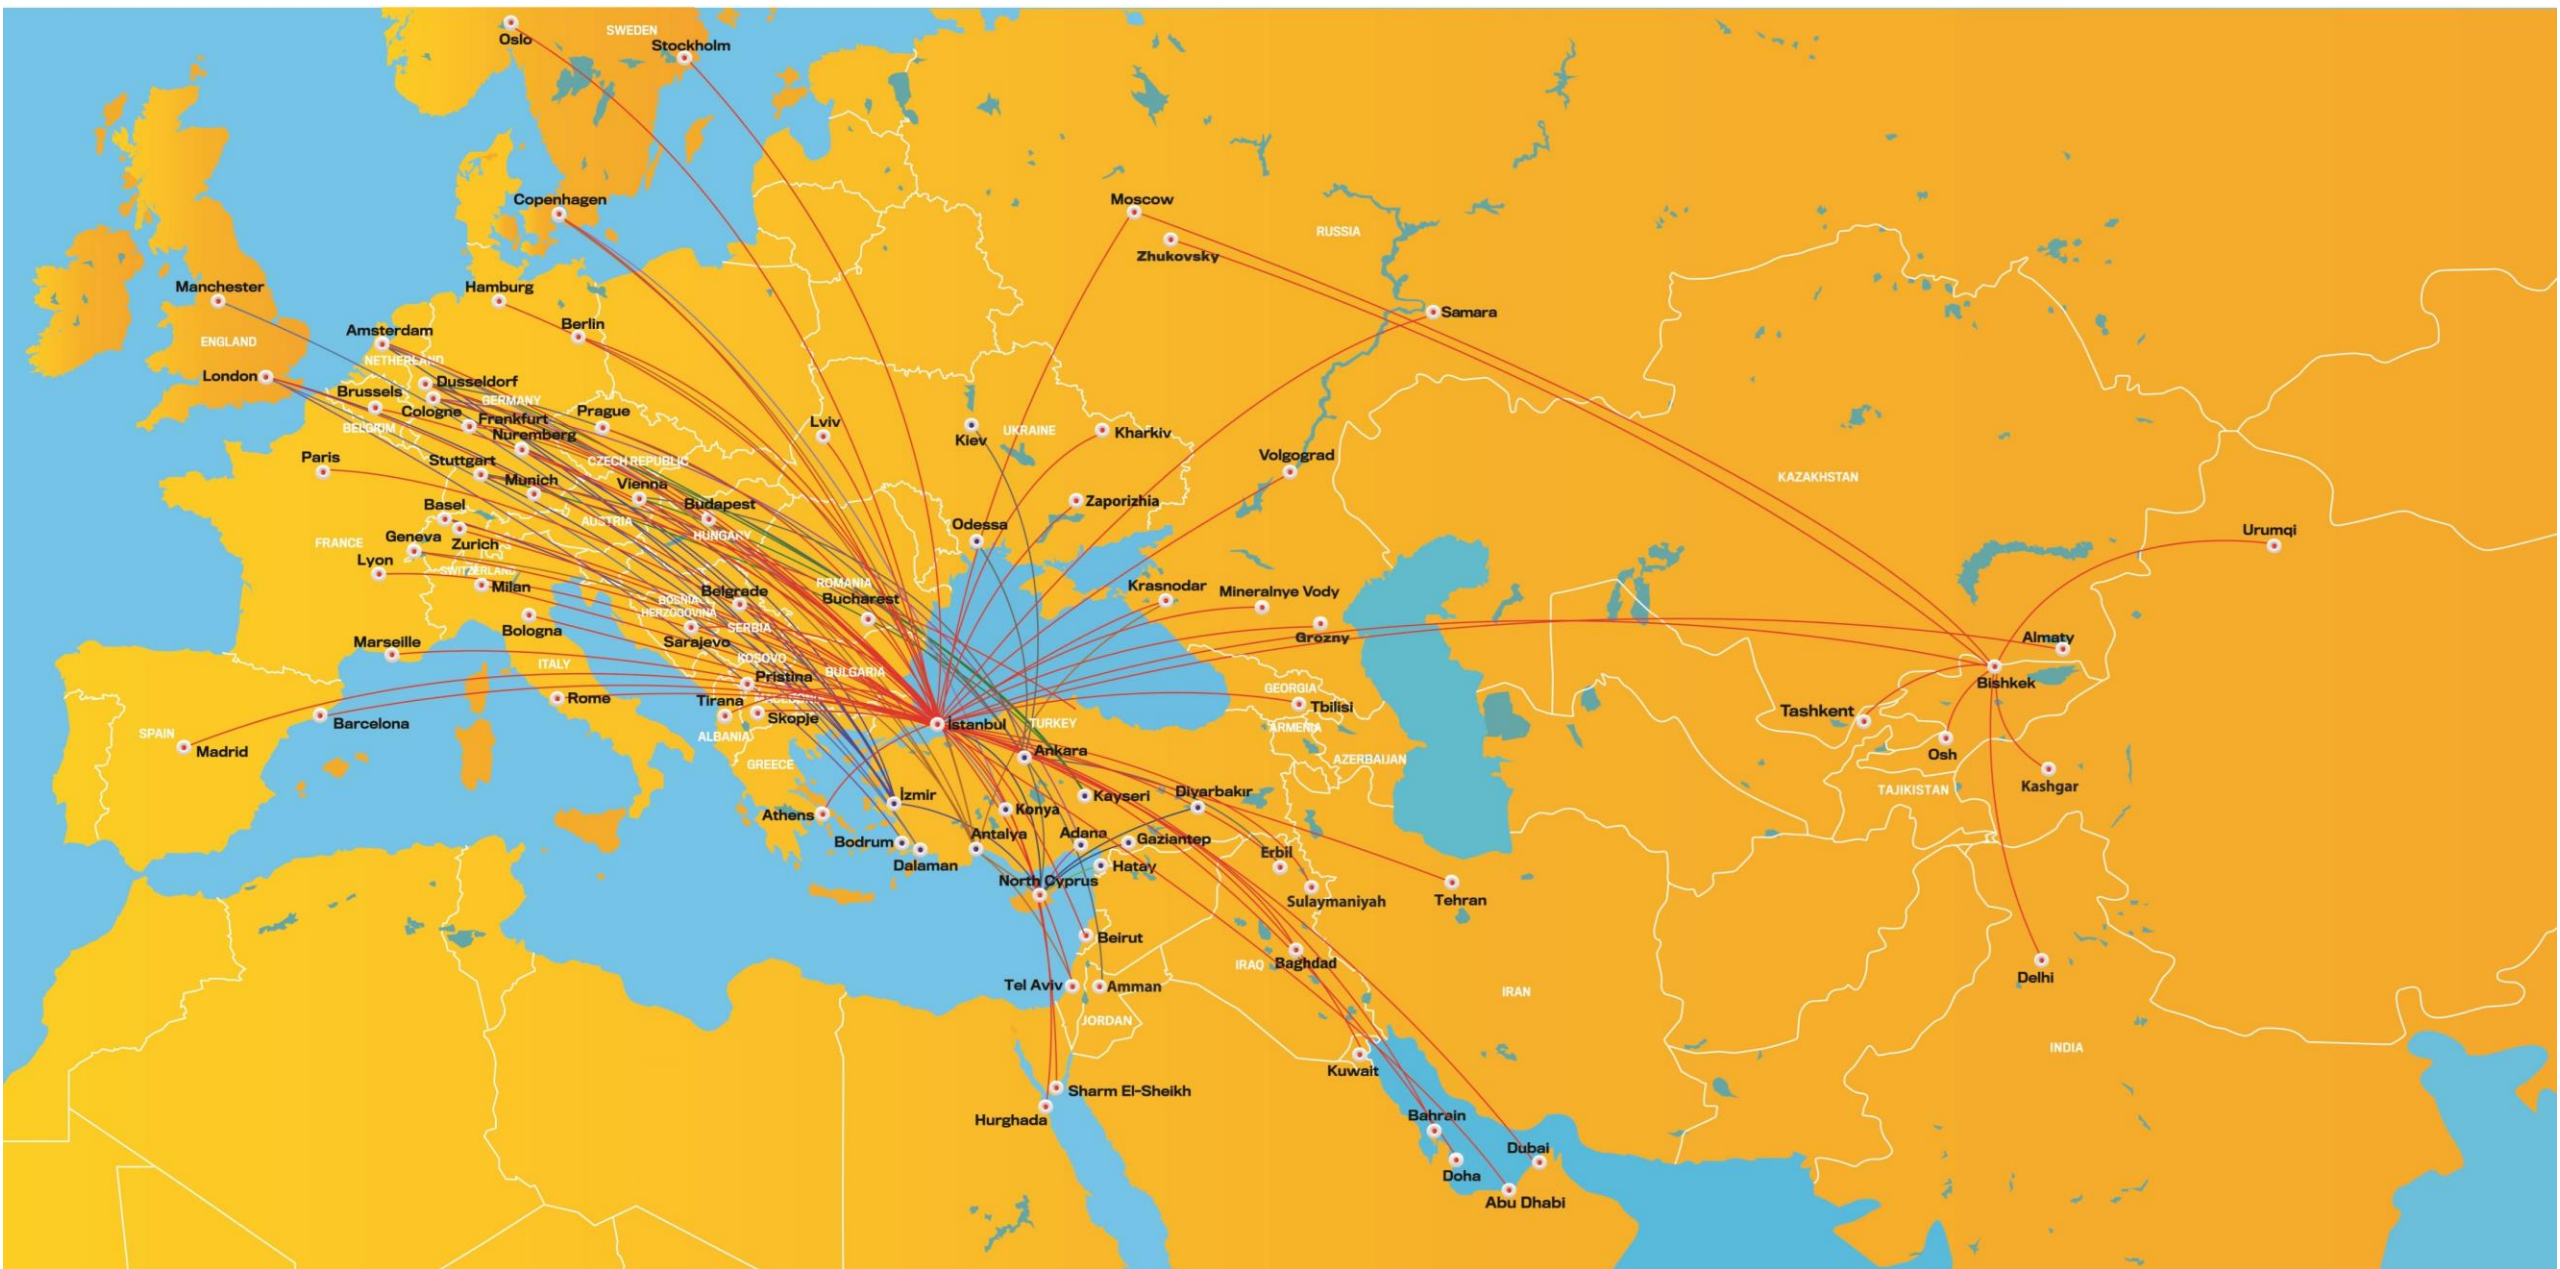 Oslo
SWEDEN
Stockholm
Copenhagen
Moscow
Zhukovsky
RUSSIA
Manchester
Hamburg
Samara
Amsterdam
Berlin
ENGLAND
NETHERLAND
London
Dusseldorf
Brussels
Cologne
GERMANY
Frankfurt
Prague
BELGRIM
Nuremberg
Lviv
Kiev
UKRAINE
Kharkiv
Paris
Stuttgart
CZECH REPUBLIC
Volgograd
Munich
Vienna
KAZAKHSTAN
Basel
Budapest
Zaporizhia
AUSTRIA
Odessa
Urumqi
Geneva
Zurich
HUNGARY
FRANCE
Lyon
SWITZERLAND
Milan
ROMANIA
Krasnodar
Mineralnye Vody
Belgrade
BOSNIA
HERZOGOVINA
Bucharest
Bologna
SERBIA
Sarajevo
Marseille
Grozny
Almaty
ITALY
KOSOVO
BULGARIA
Pristina
Bishkek
GEORGIA
Rome
Tirana
Skopje
Tbilisi
Tashkent
Barcelona
İstanbul
TURKEY
ARMENIA
SPAIN
Madrid
ALBANIA
Ankara
Osh
GREECE
AZERBAIJAN
Kashgar
TAJIKISTAN
İzmir
Kayseri
Diyarbakır
Athens
Konya
Bodrum
Antalya
Adana
Gaziantep
Dalaman
Hatay
Erbil
North Cyprus
Sulaymaniyah
Tehran
Beirut
IRAQ
Baghdad
Delhi
Tel Aviv
Amman
IRAN
JORDAN
INDIA
Kuwait
Sharm El-Sheikh
Hurghada
Bahrain
Dubai
Doha
Abu Dhabi